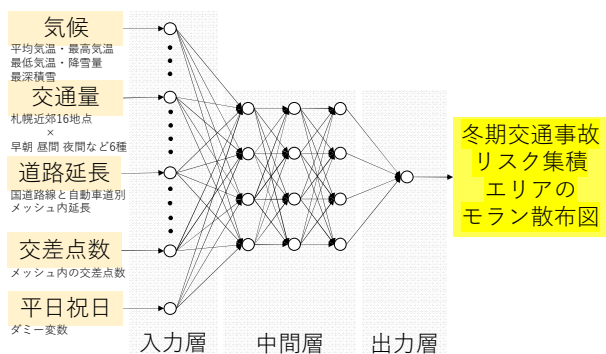 気候
平均気温・最高気温
最低気温・降雪量
最深積雪
交通量
札幌近郊16地点
×
早朝 昼間 夜間など6種
道路延長
国道路線と自動車道別
メッシュ内延長
交差点数
メッシュ内の交差点数
平日祝日
ダミー変数
入力層
中間層
出力層
冬期交通事故
リスク集積
エリアの
モラン散布図